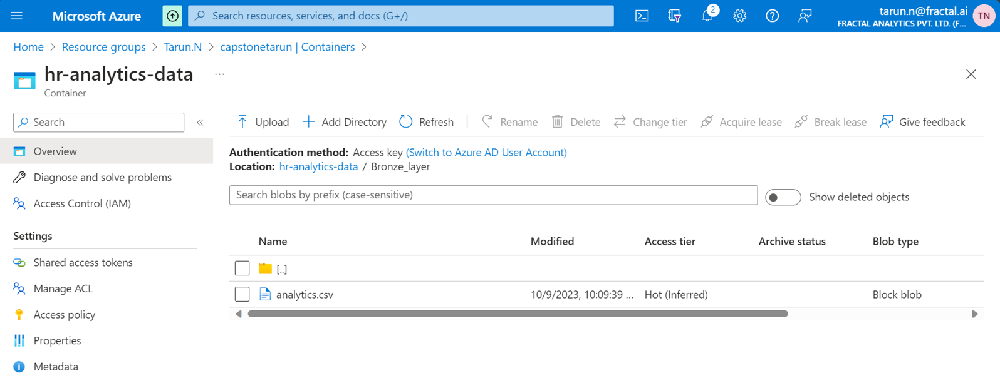 Microsoft Azure
Search resources, services, and docs (G+/)
2
tarun.n@fractal.ai
FRACTAL ANALYTICS PVT. LTD. (F...
TN
Home > Resource groups > Tarun.N > capstonetarun | Containers >
hr-analytics-data ...
Container
Search «
Upload Add Directory Refresh Rename Delete Change tier Acquire lease Break lease Give feedback
Overview
Diagnose and solve problems
Access Control (IAM)
Settings
Shared access tokens
Manage ACL
Access policy
Properties
Metadata
Authentication method: Access key (Switch to Azure AD User Account)
Location: hr-analytics-data / Bronze_layer
Search blobs by prefix (case-sensitive)
Show deleted objects
Name Modified Access tier Archive status Blob type
[..]
analytics.csv 10/9/2023, 10:09:39 ... Hot (Inferred) Block blob